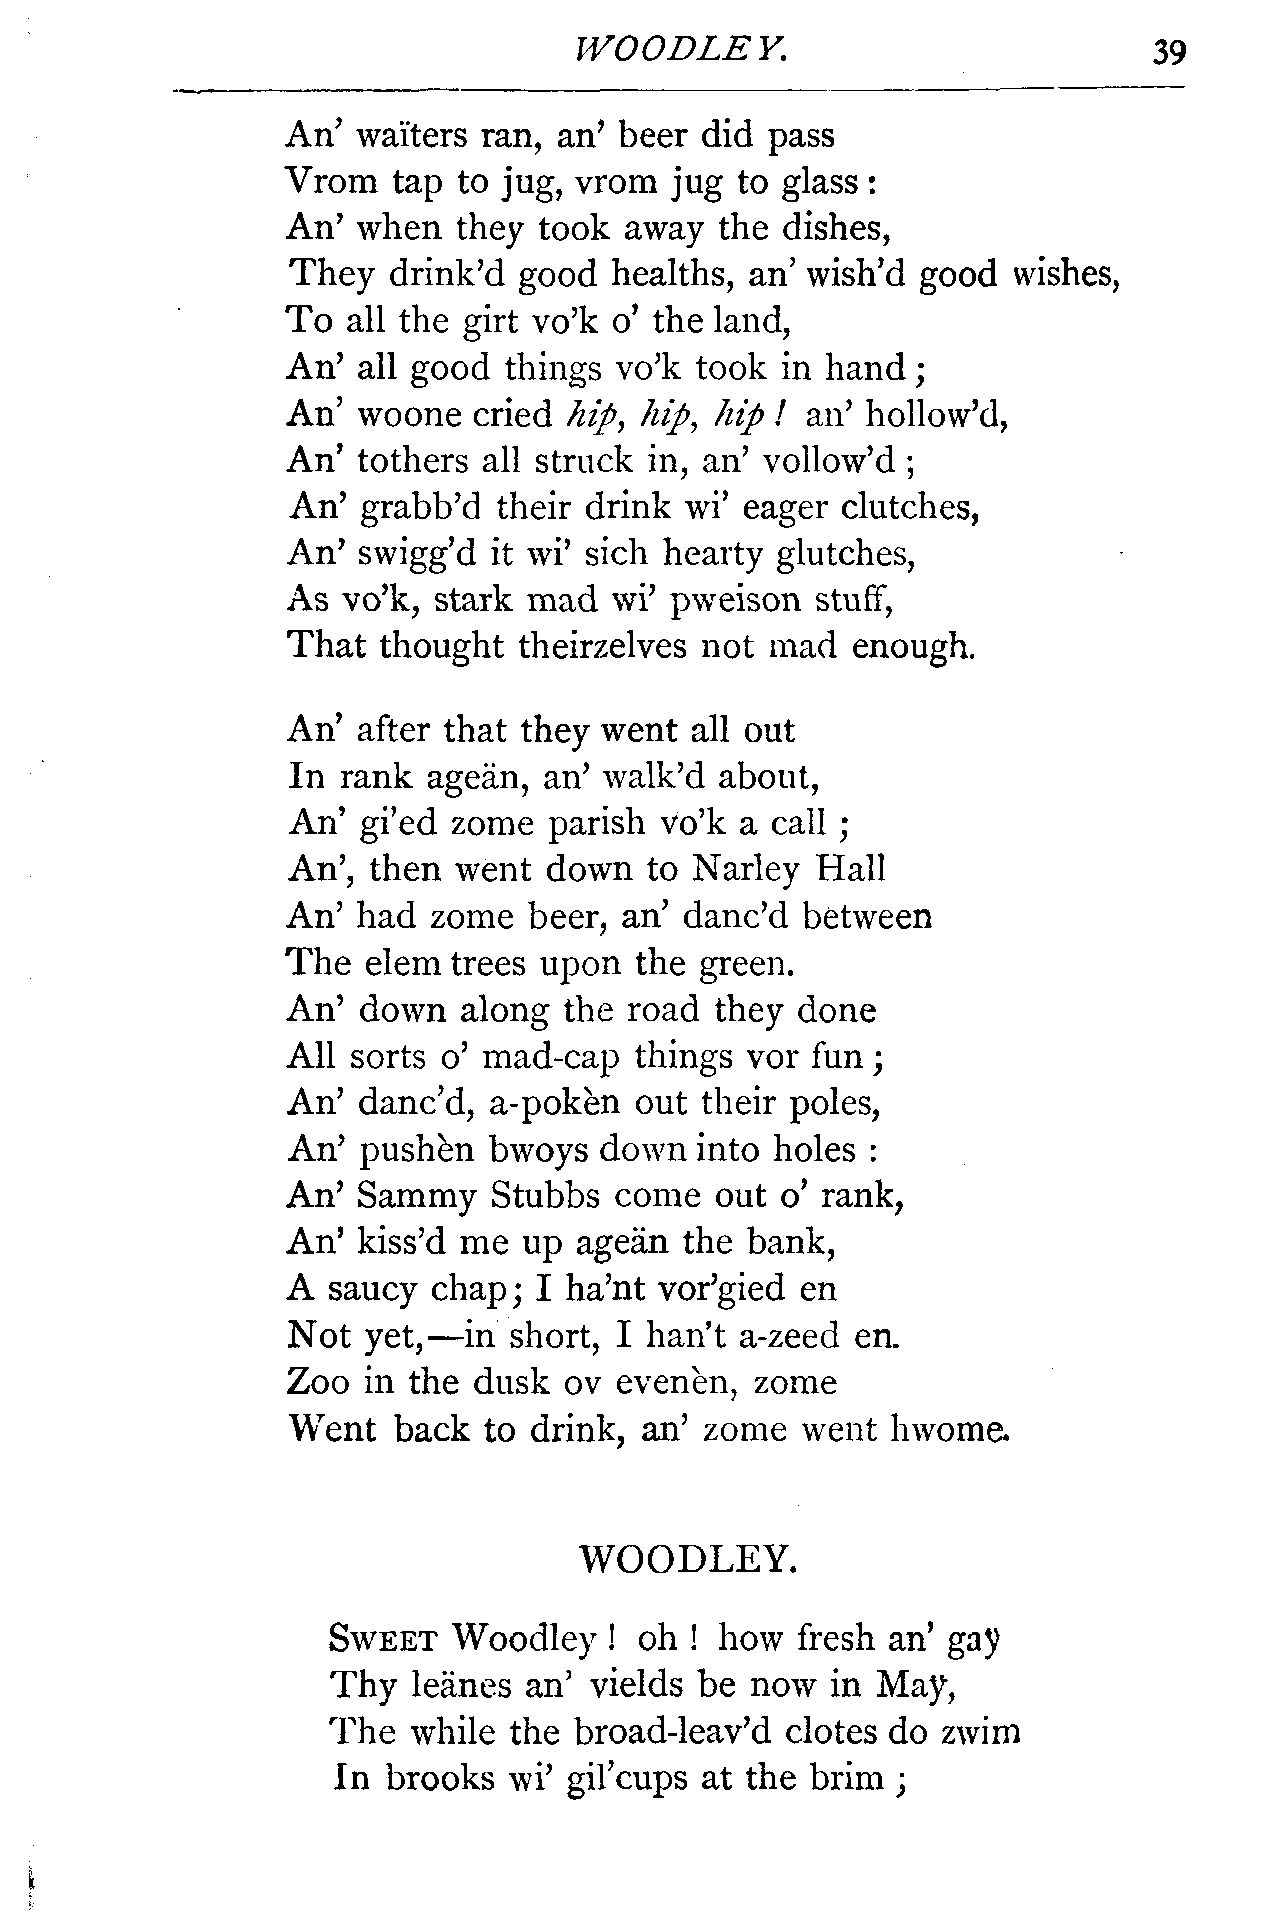 WOODLEY. 39
An' waïters ran, an' beer did pass
Vrom tap to jug, vrom jug to glass :
An' when they took away the dishes,
They drink'd good healths, an' wish'd good wishes,
To all the girt vo'k o' the land,
An' all good things vo'k took in hand ;
An' woone cried hip, hip, hip ! an' hollow'd,
An' tothers all struck in, an' vollow'd ;
An' grabb'd their drink wi' eager clutches,
An' swigg'd it wi' sich hearty glutches,
As vo'k, stark mad wi' pweison stuff,
That thought theirzelves not mad enough.
An' after that they went all out
In rank ageän, an' walk'd about,
An' gi'ed zome parish vo'k a call ;
An', then went down to Narley Hall
An' had zome beer, an' danc'd between
The elem trees upon the green.
An' down along the road they done
All sorts o' mad-cap things vor fun ;
An' danc'd, a-pokèn out their poles,
An' pushèn bwoys down into holes :
An' Sammy Stubbs come out o' rank,
An' kiss'd me up ageän the bank,
A saucy chap; I ha'nt vor'gied en
Not yet,—in short, I han't a-zeed en.
Zoo in the dusk ov evenèn, zome
Went back to drink, an' zome went hwome.
WOODLEY.
SWEET Woodley ! oh ! how fresh an' gay
Thy leänes an' vields be now in May,
The while the broad-leav'd clotes do zwim
In brooks wi' gil'cups at the brim ;